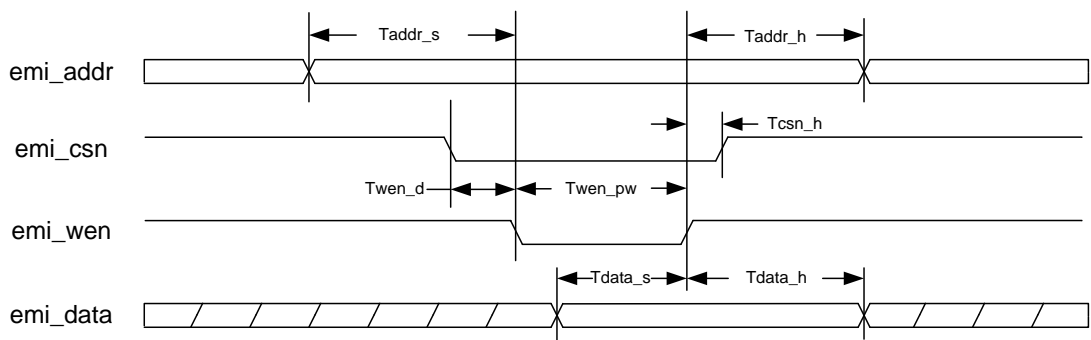 Taddr_s
Taddr_h
emi_addr
Tcsn_h
emi_csn
Twen_d
Twen_pw
emi_wen
Tdata_s
Tdata_h
emi_data